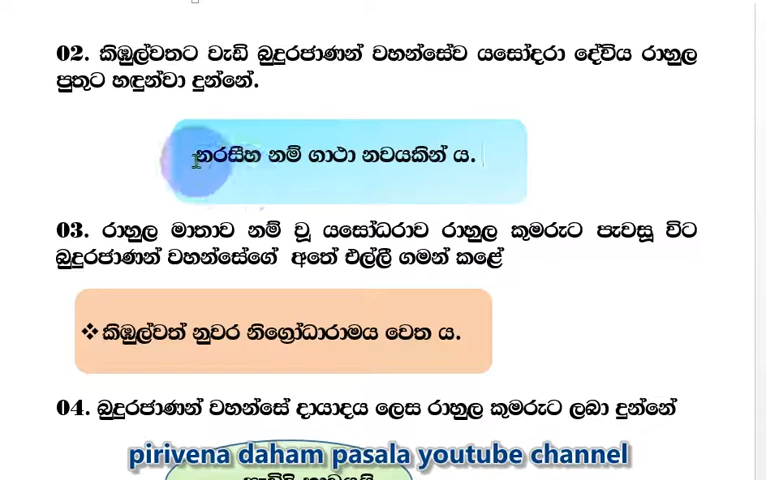 02. කිඹුල්වතට වැඩි බුදුරජාණන් වහන්සේව යසෝදරා දේවිය රාහුල
පුතුට හඳුන්වා දුන්නේ.
නරසීහ නම් ගාථා නවයකින් ය.
03. රාහුල මාතාව නම් වූ යසෝධරාව රාහුල කුමරුට පැවසූ විට
බුදුරජාණන් වහන්සේගේ අතේ එල්ලී ගමන් කළේ
❖ කිඹුල්වත් නුවර නිග්‍රෝධාරාමය වෙත ය.
04. බුදුරජාණන් වහන්සේ දායාදය ලෙස රාහුල කුමරුට ලබා දුන්නේ
pirivena daham pasala youtube channel